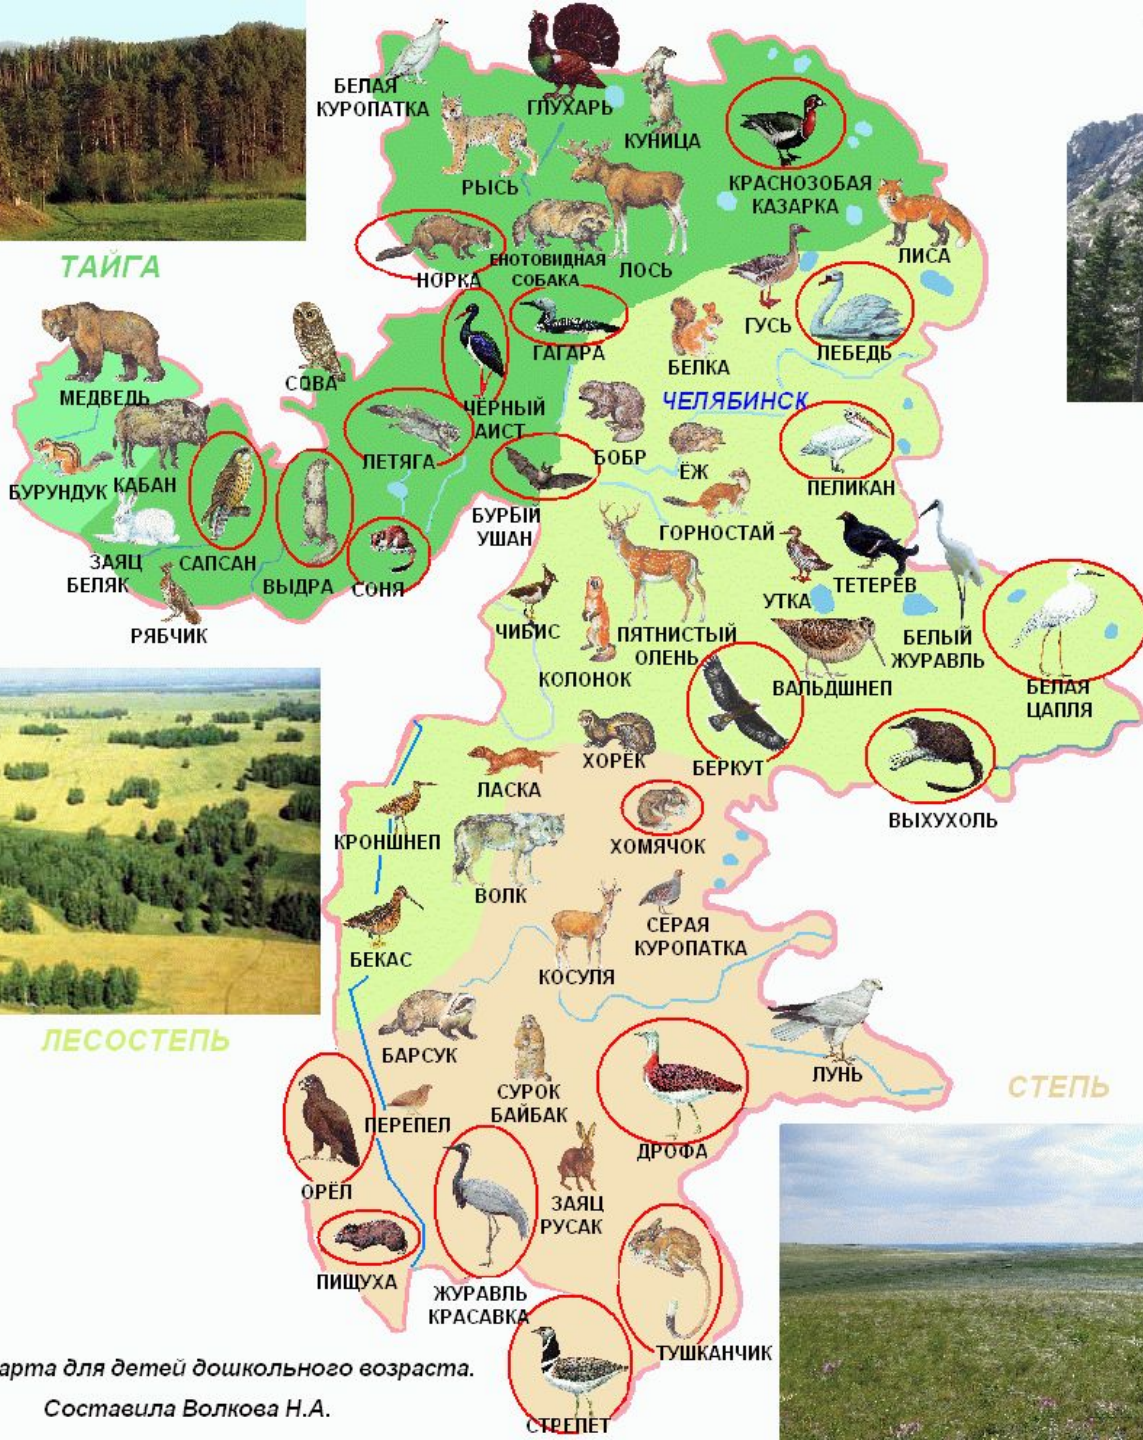 БЕЛАЯ
КУРОПАТКА
ГЛУХАРЬ
КУНИЦА
РЫСЬ
КРАСНОЗОБАЯ
КАЗАРКА
ЛИСА
ТАЙГА
НОРКА
ЕНОТОВИДНАЯ
СОБАКА
ЛОСЬ
ГУСЬ
ЛЕБЕДЬ
ГАГАРА
БЕЛКА
СОВА
МЕДВЕДЬ
ЧЁРНЫЙ
АИСТ
ЧЕЛЯБИНСК
ЛЕТЯГА
БОБР
ЁЖ
ПЕЛИКАН
БУРУНДУК
КАБАН
БУРЫЙ
УШАН
ГОРНОСТАЙ
ЗАЯЦ
БЕЛЯК
САПСАН
ВЫДРА
СОНЯ
УТКА
ТЕТЕРЕВ
РЯБЧИК
ЧИБИС
ПЯТНИСТЫЙ
ОЛЕНЬ
БЕЛЫЙ
ЖУРАВЛЬ
КОЛОНОК
ВАЛЬДШНЕП
БЕЛАЯ
ЦАПЛЯ
ХОРЁК
БЕРКУТ
ЛАСКА
ВЫХУХОЛЬ
КРОНШНЕП
ХОМЯЧОК
ВОЛК
СЕРАЯ
КУРОПАТКА
БЕКАС
КОСУЛЯ
ЛЕСОСТЕПЬ
БАРСУК
СУРОК
БАЙБАК
ЛУНЬ
СТЕПЬ
ПЕРЕПЕЛ
ДРОФА
ОРЁЛ
ЗАЯЦ
РУСАК
ПИЩУХА
ЖУРАВЛЬ
КРАСАВКА
ТУШКАНЧИК
арта для детей дошкольного возраста.
Составила Волкова Н.А.
СТРЕПЕТ